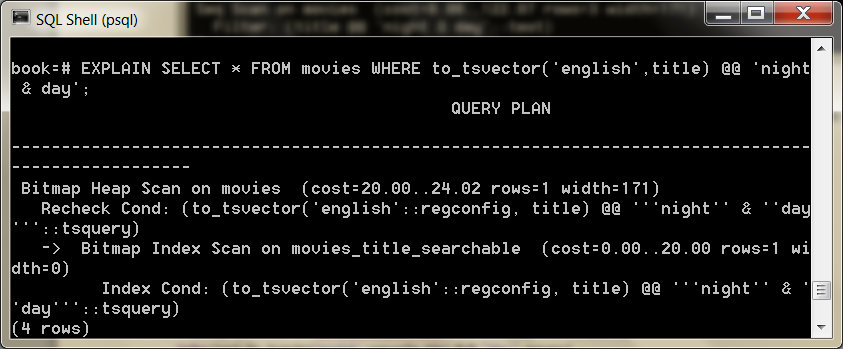 SQL Shell (psql)
book=# EXPLAIN SELECT * FROM movies WHERE to_tsvector('english',title) @@ 'night
 & day';
QUERY PLAN
--------------------------------------------------------------------------------
------------------
 Bitmap Heap Scan on movies  (cost=20.00..24.02 rows=1 width=171)
   Recheck Cond: (to_tsvector('english'::regconfig, title) @@ '''night'' & ''day
'''::tsquery)
   ->  Bitmap Index Scan on movies_title_searchable  (cost=0.00..20.00 rows=1 wi
dth=0)
         Index Cond: (to_tsvector('english'::regconfig, title) @@ '''night'' & '
'day'''::tsquery)
(4 rows)